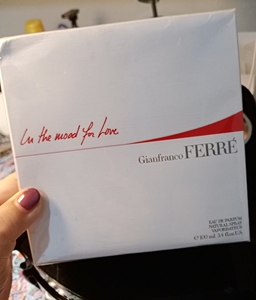 In the mood for Love
Gianfranco FERRÉ
EAU DE PARFUM
NATURAL SPRAY
VAPORISATEUR
℮ 100 ml 3.4 fl.oz.U.S.